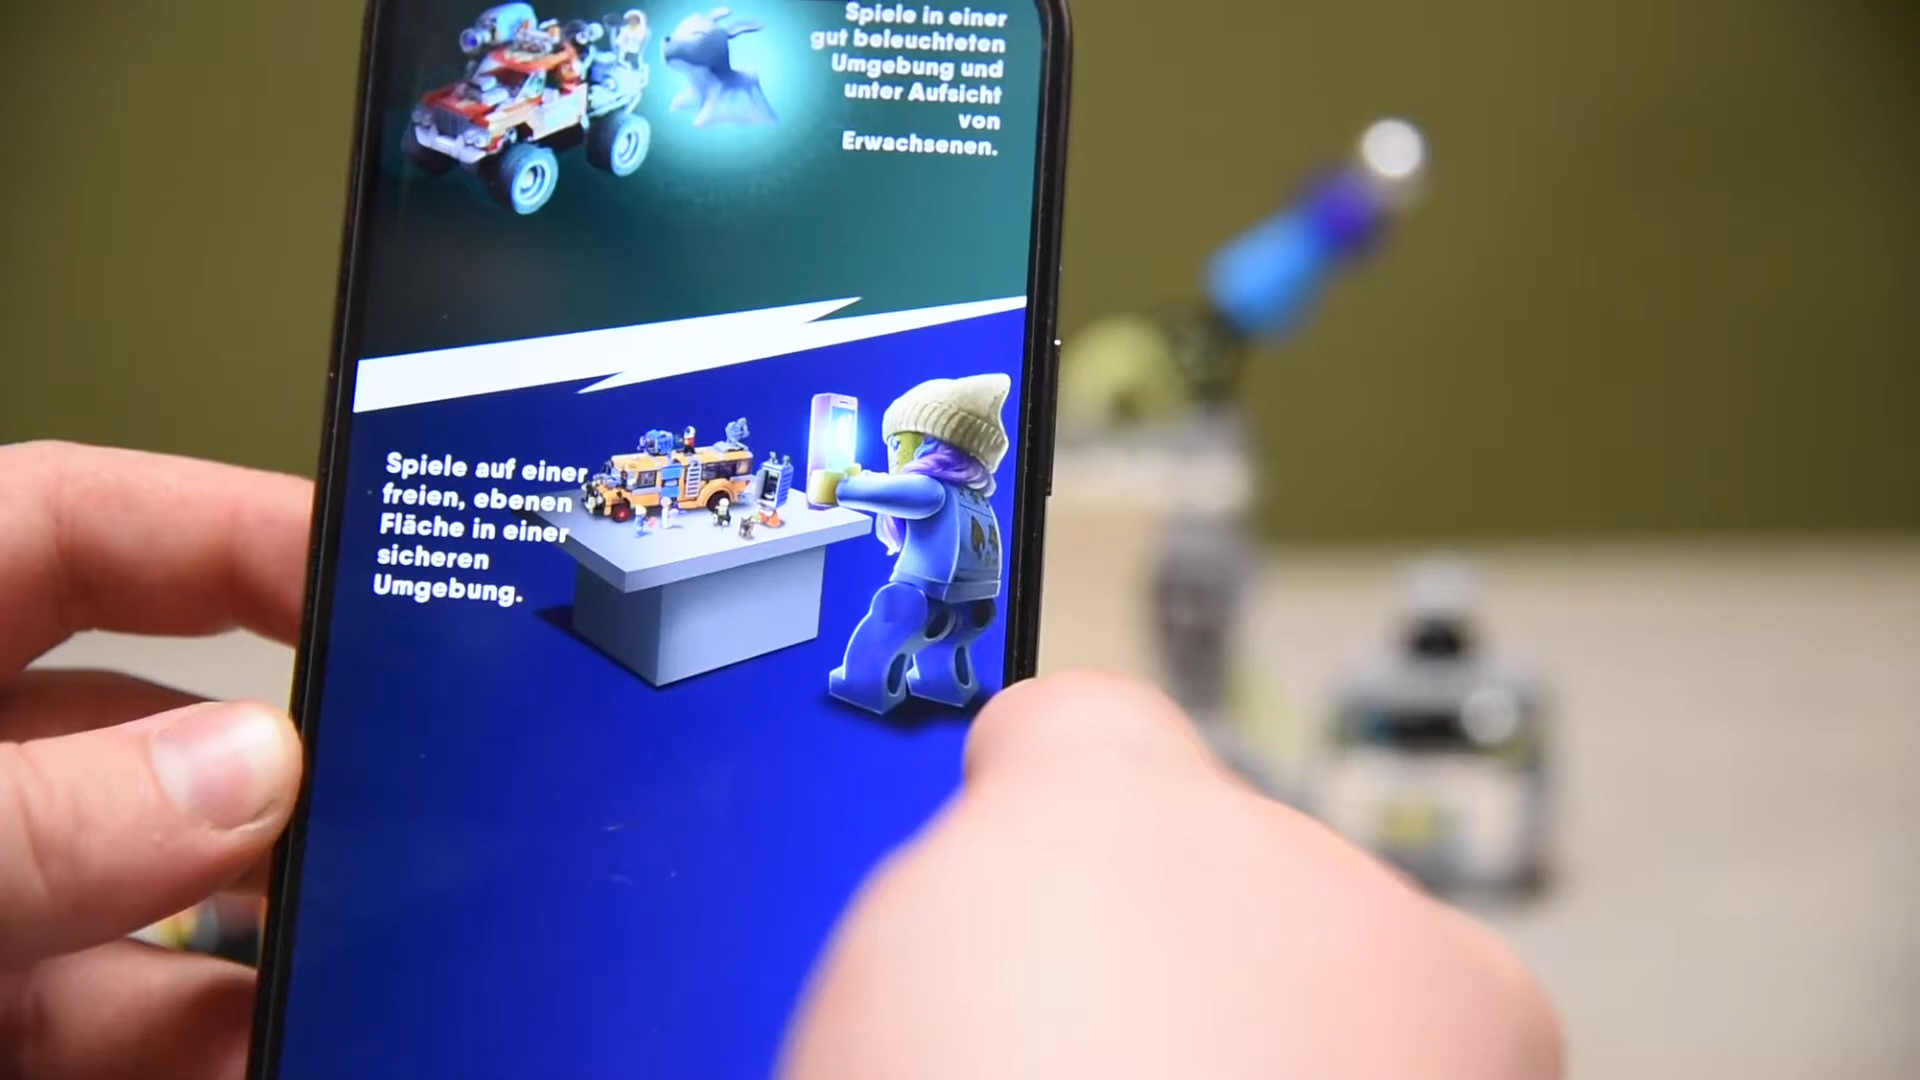 Spiele in einer
gut beleuchteten
Umgebung und
unter Aufsicht
von
Erwachsenen.
Spiele auf einer
freien, ebenen
Fläche in einer
sicheren
Umgebung.